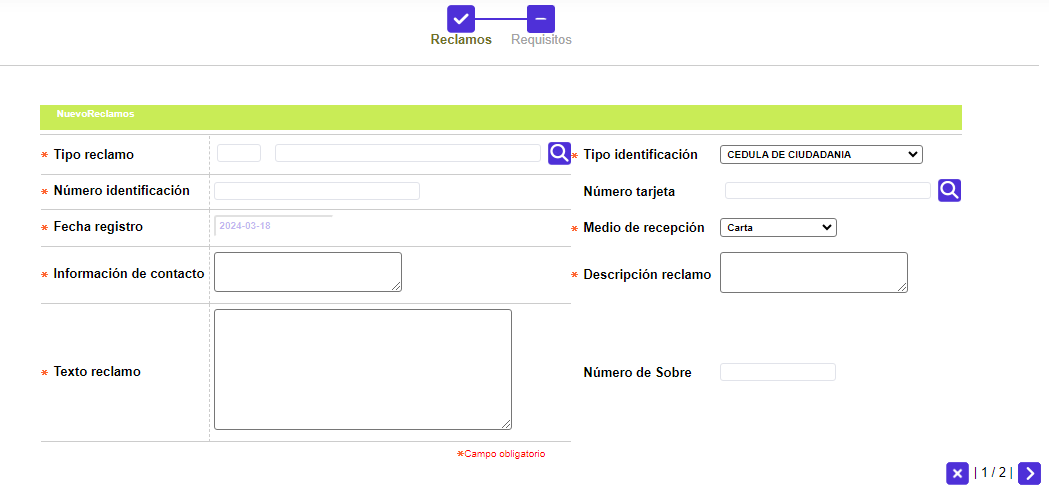 Reclamos
Requisitos
NuevoReclamos
* Tipo reclamo
* Tipo identificación
CEDULA DE CIUDADANIA
* Número identificación
Número tarjeta
* Fecha registro
2024-03-18
* Medio de recepción
Carta
* Información de contacto
* Descripción reclamo
* Texto reclamo
Número de Sobre
*Campo obligatorio
| 1 / 2 |